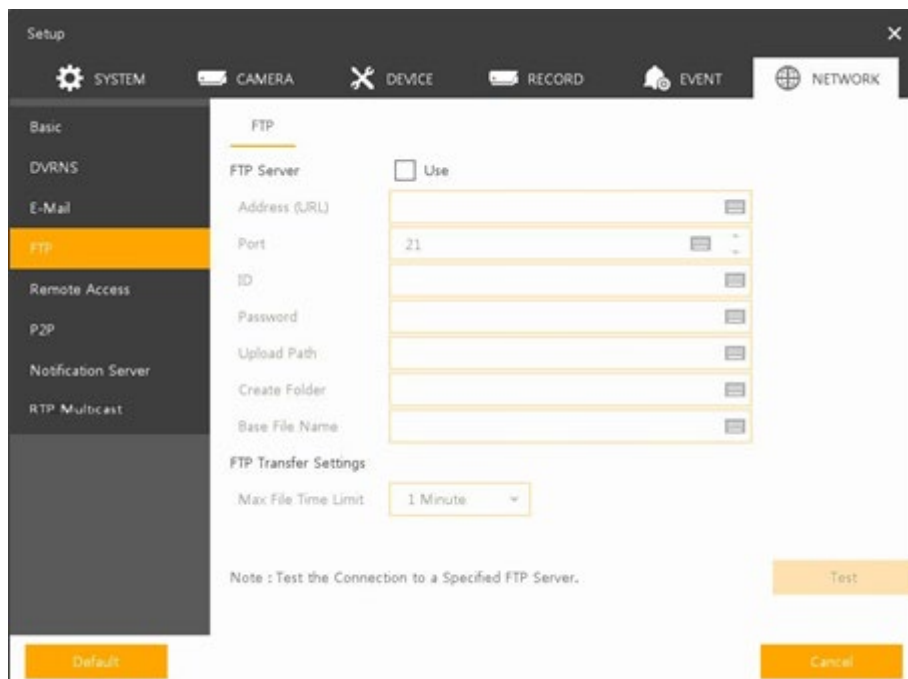 Setup
SYSTEM CAMERA DEVICE RECORD EVENT NETWORK
Basic
DVRNS
E-Mail
FTP
Remote Access
P2P
Notification Server
RTP Multicast
FTP
FTP Server Use
Address (URL)
Port 21
ID
Password
Upload Path
Create Folder
Base File Name
FTP Transfer Settings
Max File Time Limit 1 Minute
Note : Test the Connection to a Specified FTP Server. Test
Default Cancel